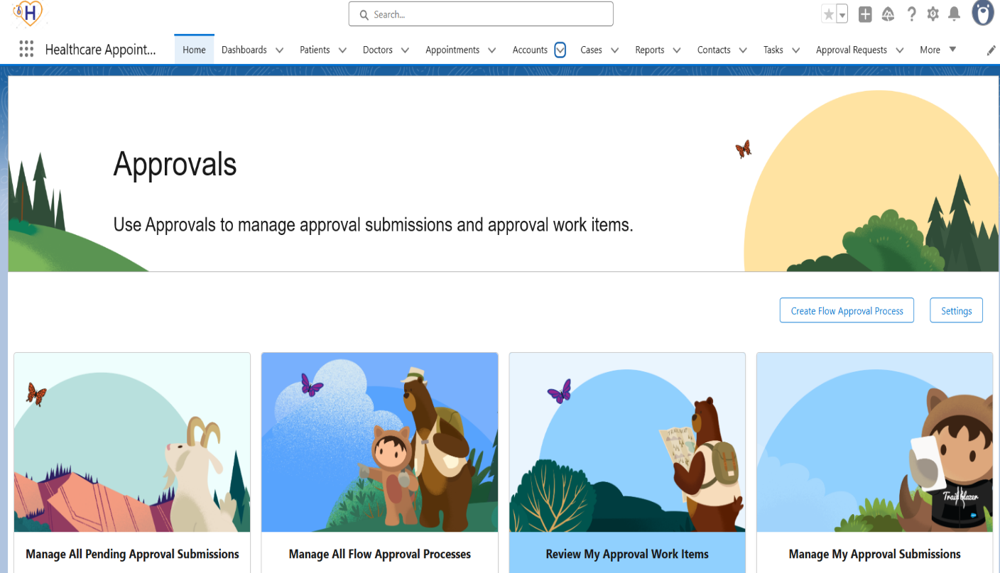 H
Search...
Healthcare Appoint... Home Dashboards Patients Doctors Appointments Accounts Cases Reports Contacts Tasks Approval Requests More
Approvals
Use Approvals to manage approval submissions and approval work items.
Create Flow Approval Process Settings
Trailblazer
Manage All Pending Approval Submissions Manage All Flow Approval Processes Review My Approval Work Items Manage My Approval Submissions